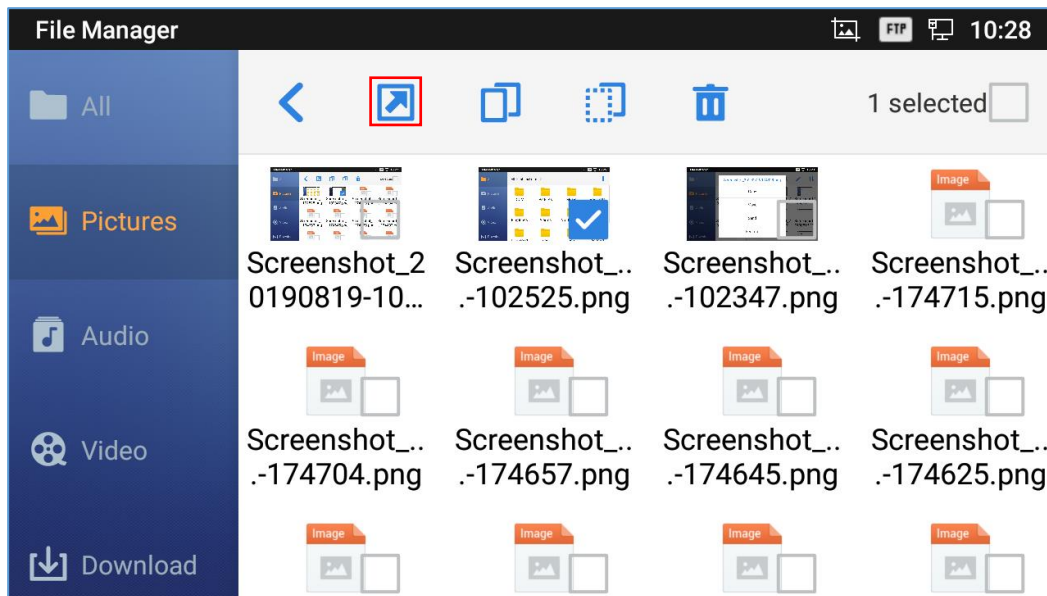 File Manager
FTP
10:28
All
1 selected
Pictures
Image
Screenshot_2
0190819-10...
Screenshot_..
.-102525.png
Screenshot_..
.-102347.png
Screenshot_..
.-174715.png
Audio
Image
Image
Image
Image
Video
Screenshot_..
.-174704.png
Screenshot_..
.-174657.png
Screenshot_..
.-174645.png
Screenshot_..
.-174625.png
Download
Image
Image
Image
Image